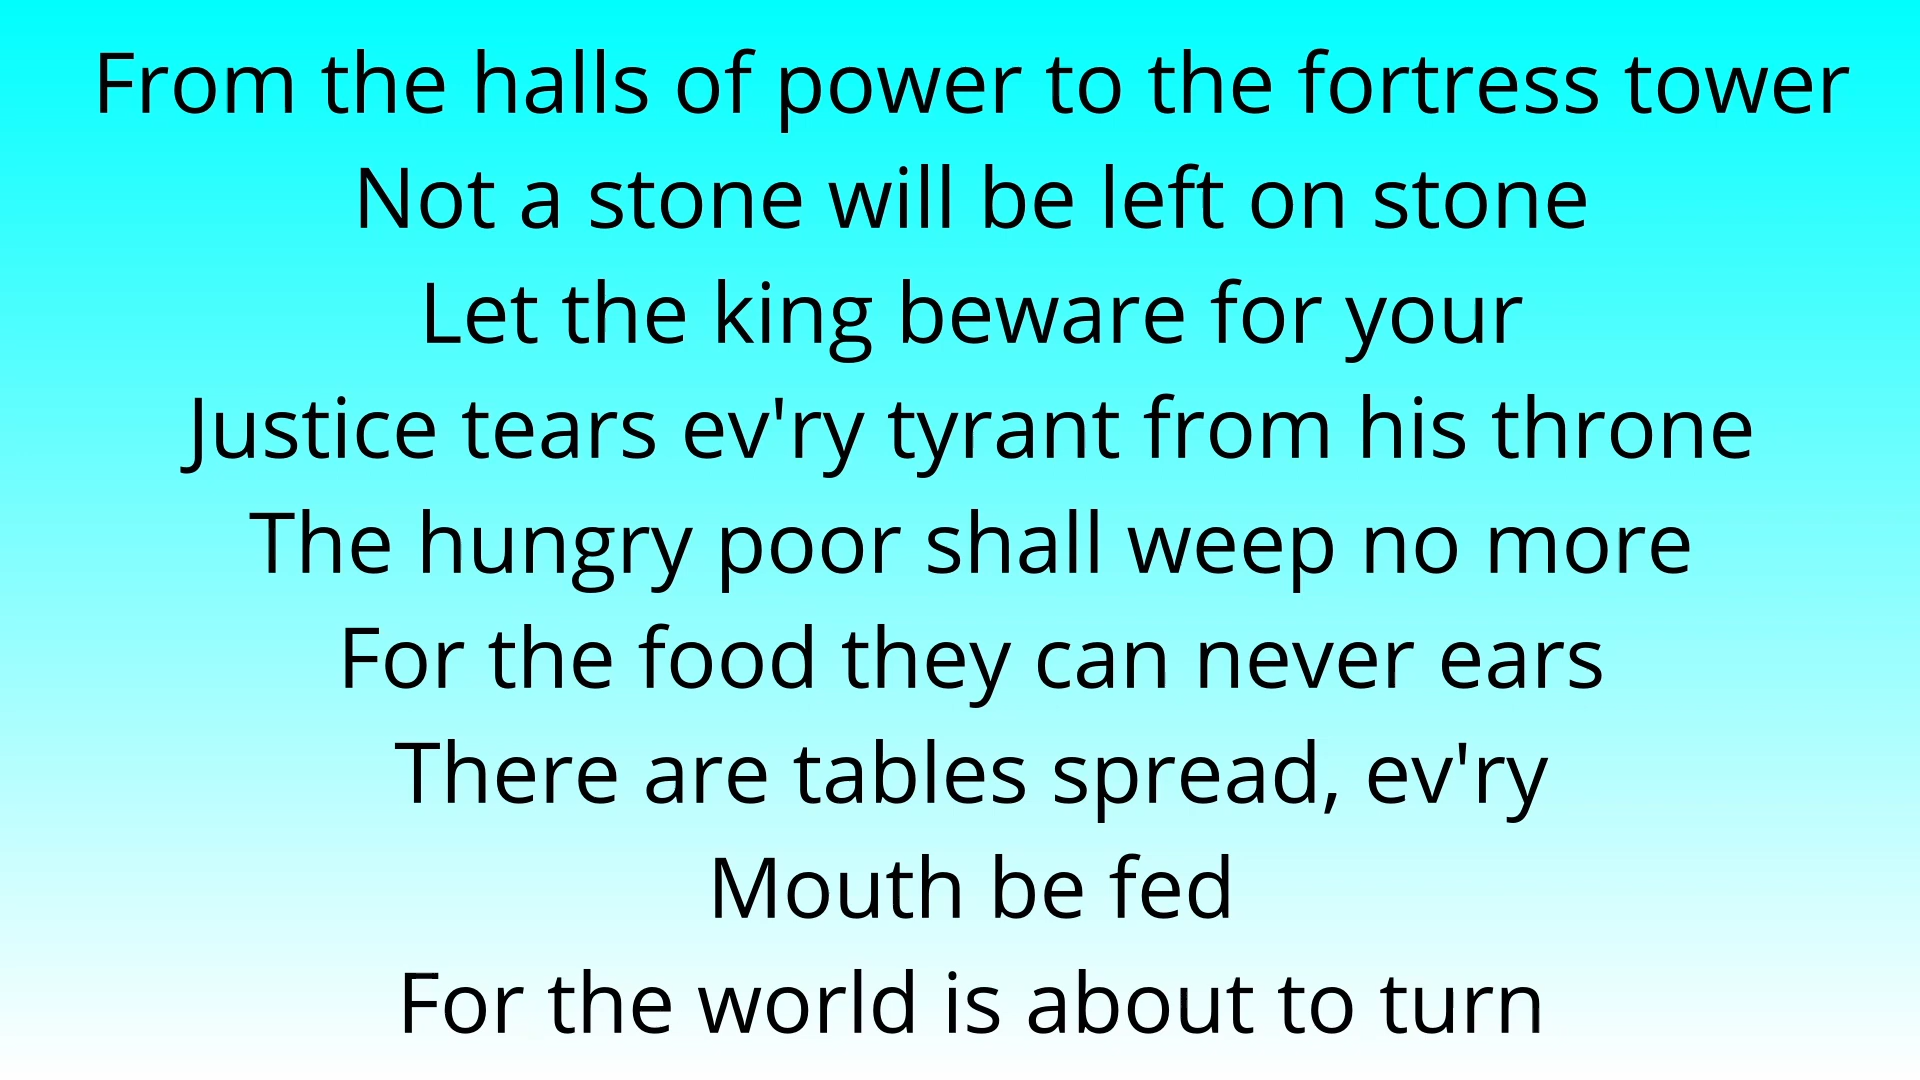 From the halls of power to the fortress tower
Not a stone will be left on stone
Let the king beware for your
Justice tears ev'ry tyrant from his throne
The hungry poor shall weep no more
For the food they can never ears
There are tables spread, ev'ry
Mouth be fed
For the world is about to turn